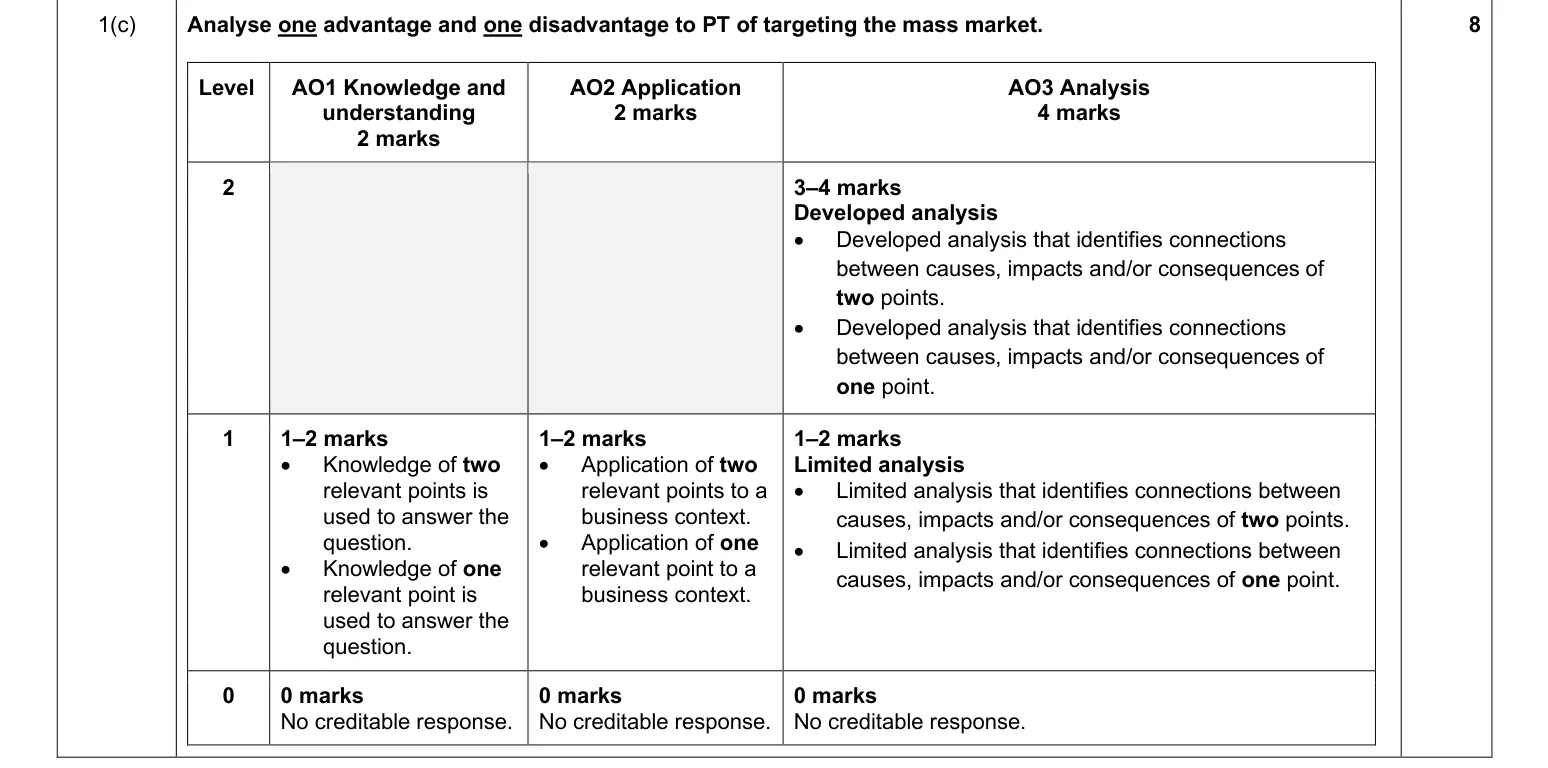 1(c)
Analyse one advantage and one disadvantage to PT of targeting the mass market.
8
Level
AO1 Knowledge and
understanding
2 marks
AO2 Application
2 marks
AO3 Analysis
4 marks
2
3–4 marks
Developed analysis
• Developed analysis that identifies connections
between causes, impacts and/or consequences of
two points.
• Developed analysis that identifies connections
between causes, impacts and/or consequences of
one point.
1
1–2 marks
• Knowledge of two
relevant points is
used to answer the
question.
• Knowledge of one
relevant point is
used to answer the
question.
1–2 marks
• Application of two
relevant points to a
business context.
• Application of one
relevant point to a
business context.
1–2 marks
Limited analysis
• Limited analysis that identifies connections between
causes, impacts and/or consequences of two points.
• Limited analysis that identifies connections between
causes, impacts and/or consequences of one point.
0
0 marks
No creditable response.
0 marks
No creditable response.
0 marks
No creditable response.